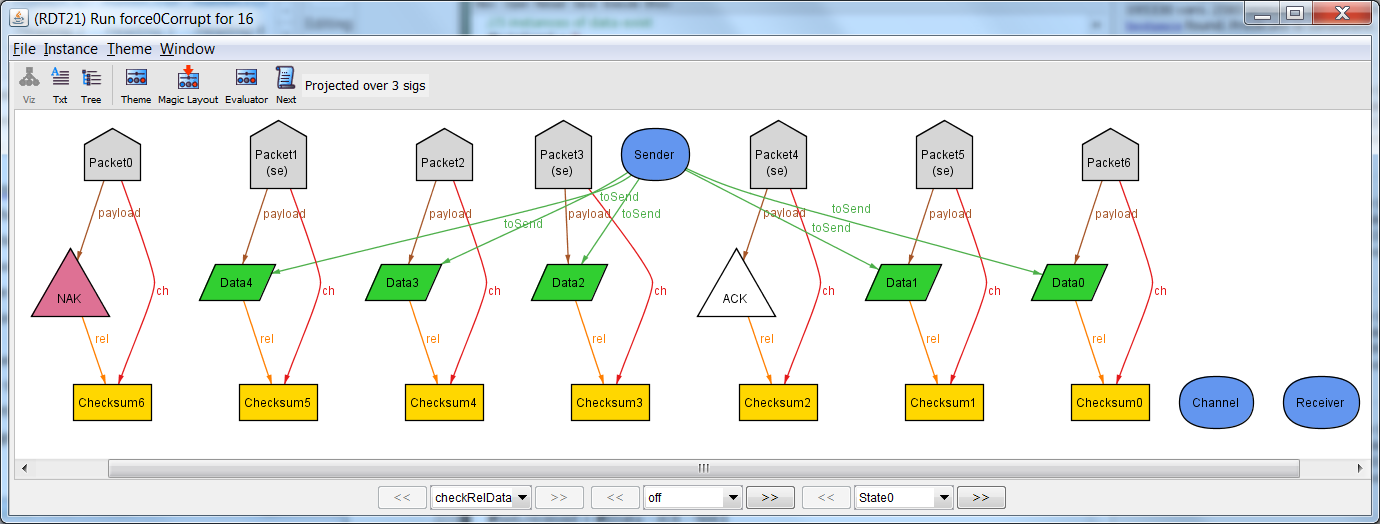 (RDT21) Run force0Corrupt for 16
File Instance Theme Window
Viz Txt Tree Theme Magic Layout Evaluator Next Projected over 3 sigs
Packet0 Packet1 (se) Packet2 Packet3 (se) Sender Packet4 (se) Packet5 (se) Packet6
toSend
payload payload payload payload toSend payload payload toSend payload
toSend toSend
NAK Data4 Data3 Data2 ACK Data1 Data0
ch ch ch ch ch ch ch
rel rel rel rel rel rel rel
Checksum6 Checksum5 Checksum4 Checksum3 Checksum2 Checksum1 Checksum0 Channel Receiver
<< checkRelData >> << off >> << State0 >>